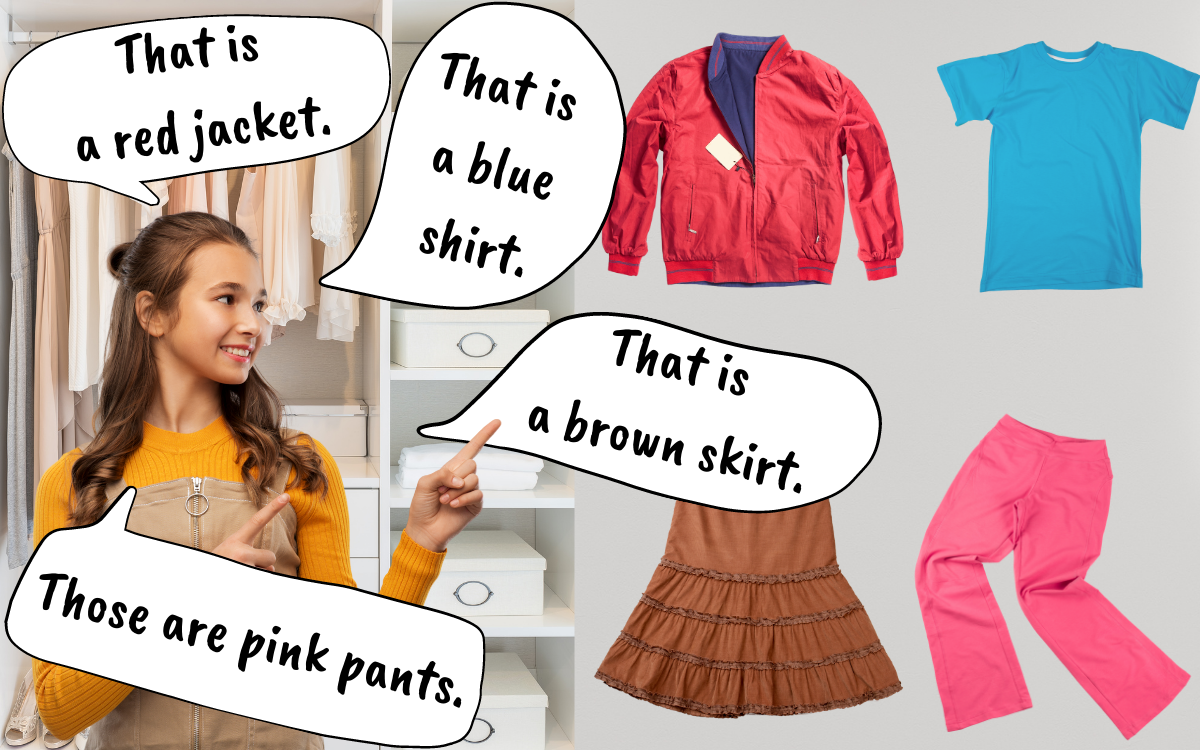 That is
a red jacket.
That is
a blue
shirt.
That is
a brown skirt.
Those are pink pants.